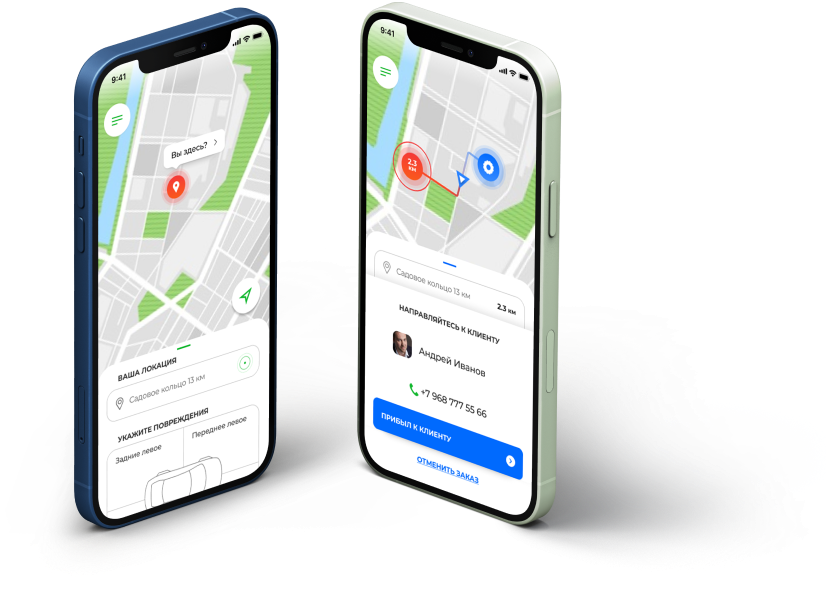 9:41
Вы здесь?
ВАША ЛОКАЦИЯ
Садовое кольцо 13 км
УКАЖИТЕ ПОВРЕЖДЕНИЯ
Задние левое
Переднее левое
9:41
2.3
км
Садовое кольцо 13 км
2.3 км
НАПРАВЛЯЙТЕСЬ К КЛИЕНТУ
Андрей Иванов
+7 968 777 55 66
ПРИБЫЛ К КЛИЕНТУ
ОТМЕНИТЬ ЗАКАЗ